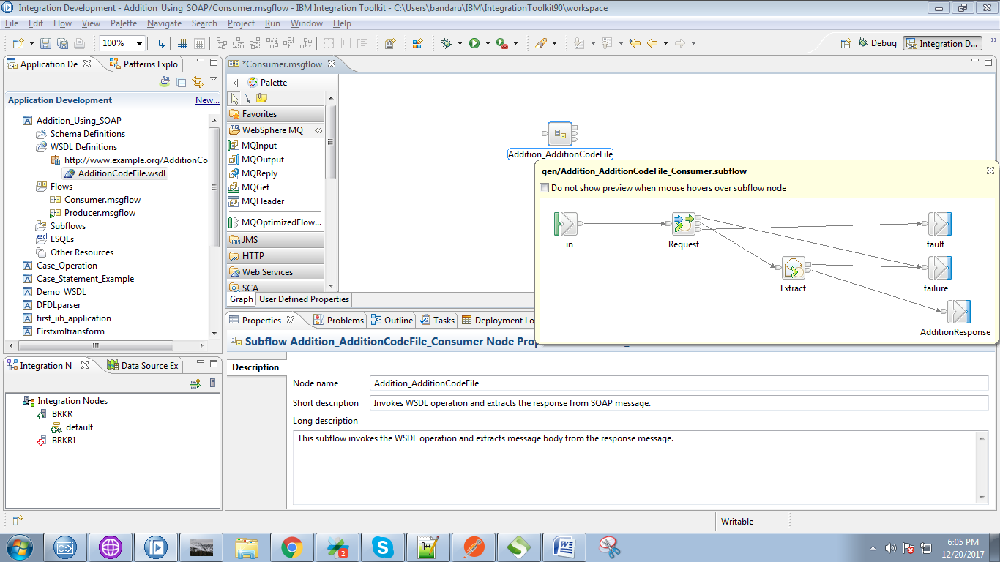 Integration Development - Addition_Using_SOAP/Consumer.msgflow - IBM Integration Toolkit - C:\Users\bandaru\IBM\IntegrationToolkit90\workspace
File Edit Flow View Palette Navigate Search Project Run Window Help
100% Debug Integration D...
Application De
Patterns Explo
Application Development
New...
Addition_Using_SOAP
Schema Definitions
WSDL Definitions
http://www.example.org/AdditionCo
AdditionCodeFile.wsdl
Flows
Consumer.msgflow
Producer.msgflow
Subflows
esql ESQLs
Other Resources
Case_Operation
Case_Statement_Example
Demo_WSDL
DFDLparser
first_iib_application
Firstxmltransform
Integration N
Data Source Ex
Integration Nodes
BRKR
default
BRKR1
*Consumer.msgflow
Palette
Favorites
WebSphere MQ
MQInput
MQOutput
MQReply
MQGet
MQHeader
MQOptimizedFlow...
JMS
HTTP
Web Services
SCA
Graph User Defined Properties
Addition_AdditionCodeFile
gen/Addition_AdditionCodeFile_Consumer.subflow
Do not show preview when mouse hovers over subflow node
in
Request
fault
Extract
failure
AdditionResponse
Properties Problems Outline Tasks Deployment Lo
Subflow Addition_AdditionCodeFile_Consumer Node Properties - Addition_AdditionCodeFile
Description
Node name Addition_AdditionCodeFile
Short description Invokes WSDL operation and extracts the response from SOAP message.
Long description
This subflow invokes the WSDL operation and extracts message body from the response message.
Writable
C:\>
2
N++
W
6:05 PM
12/20/2017